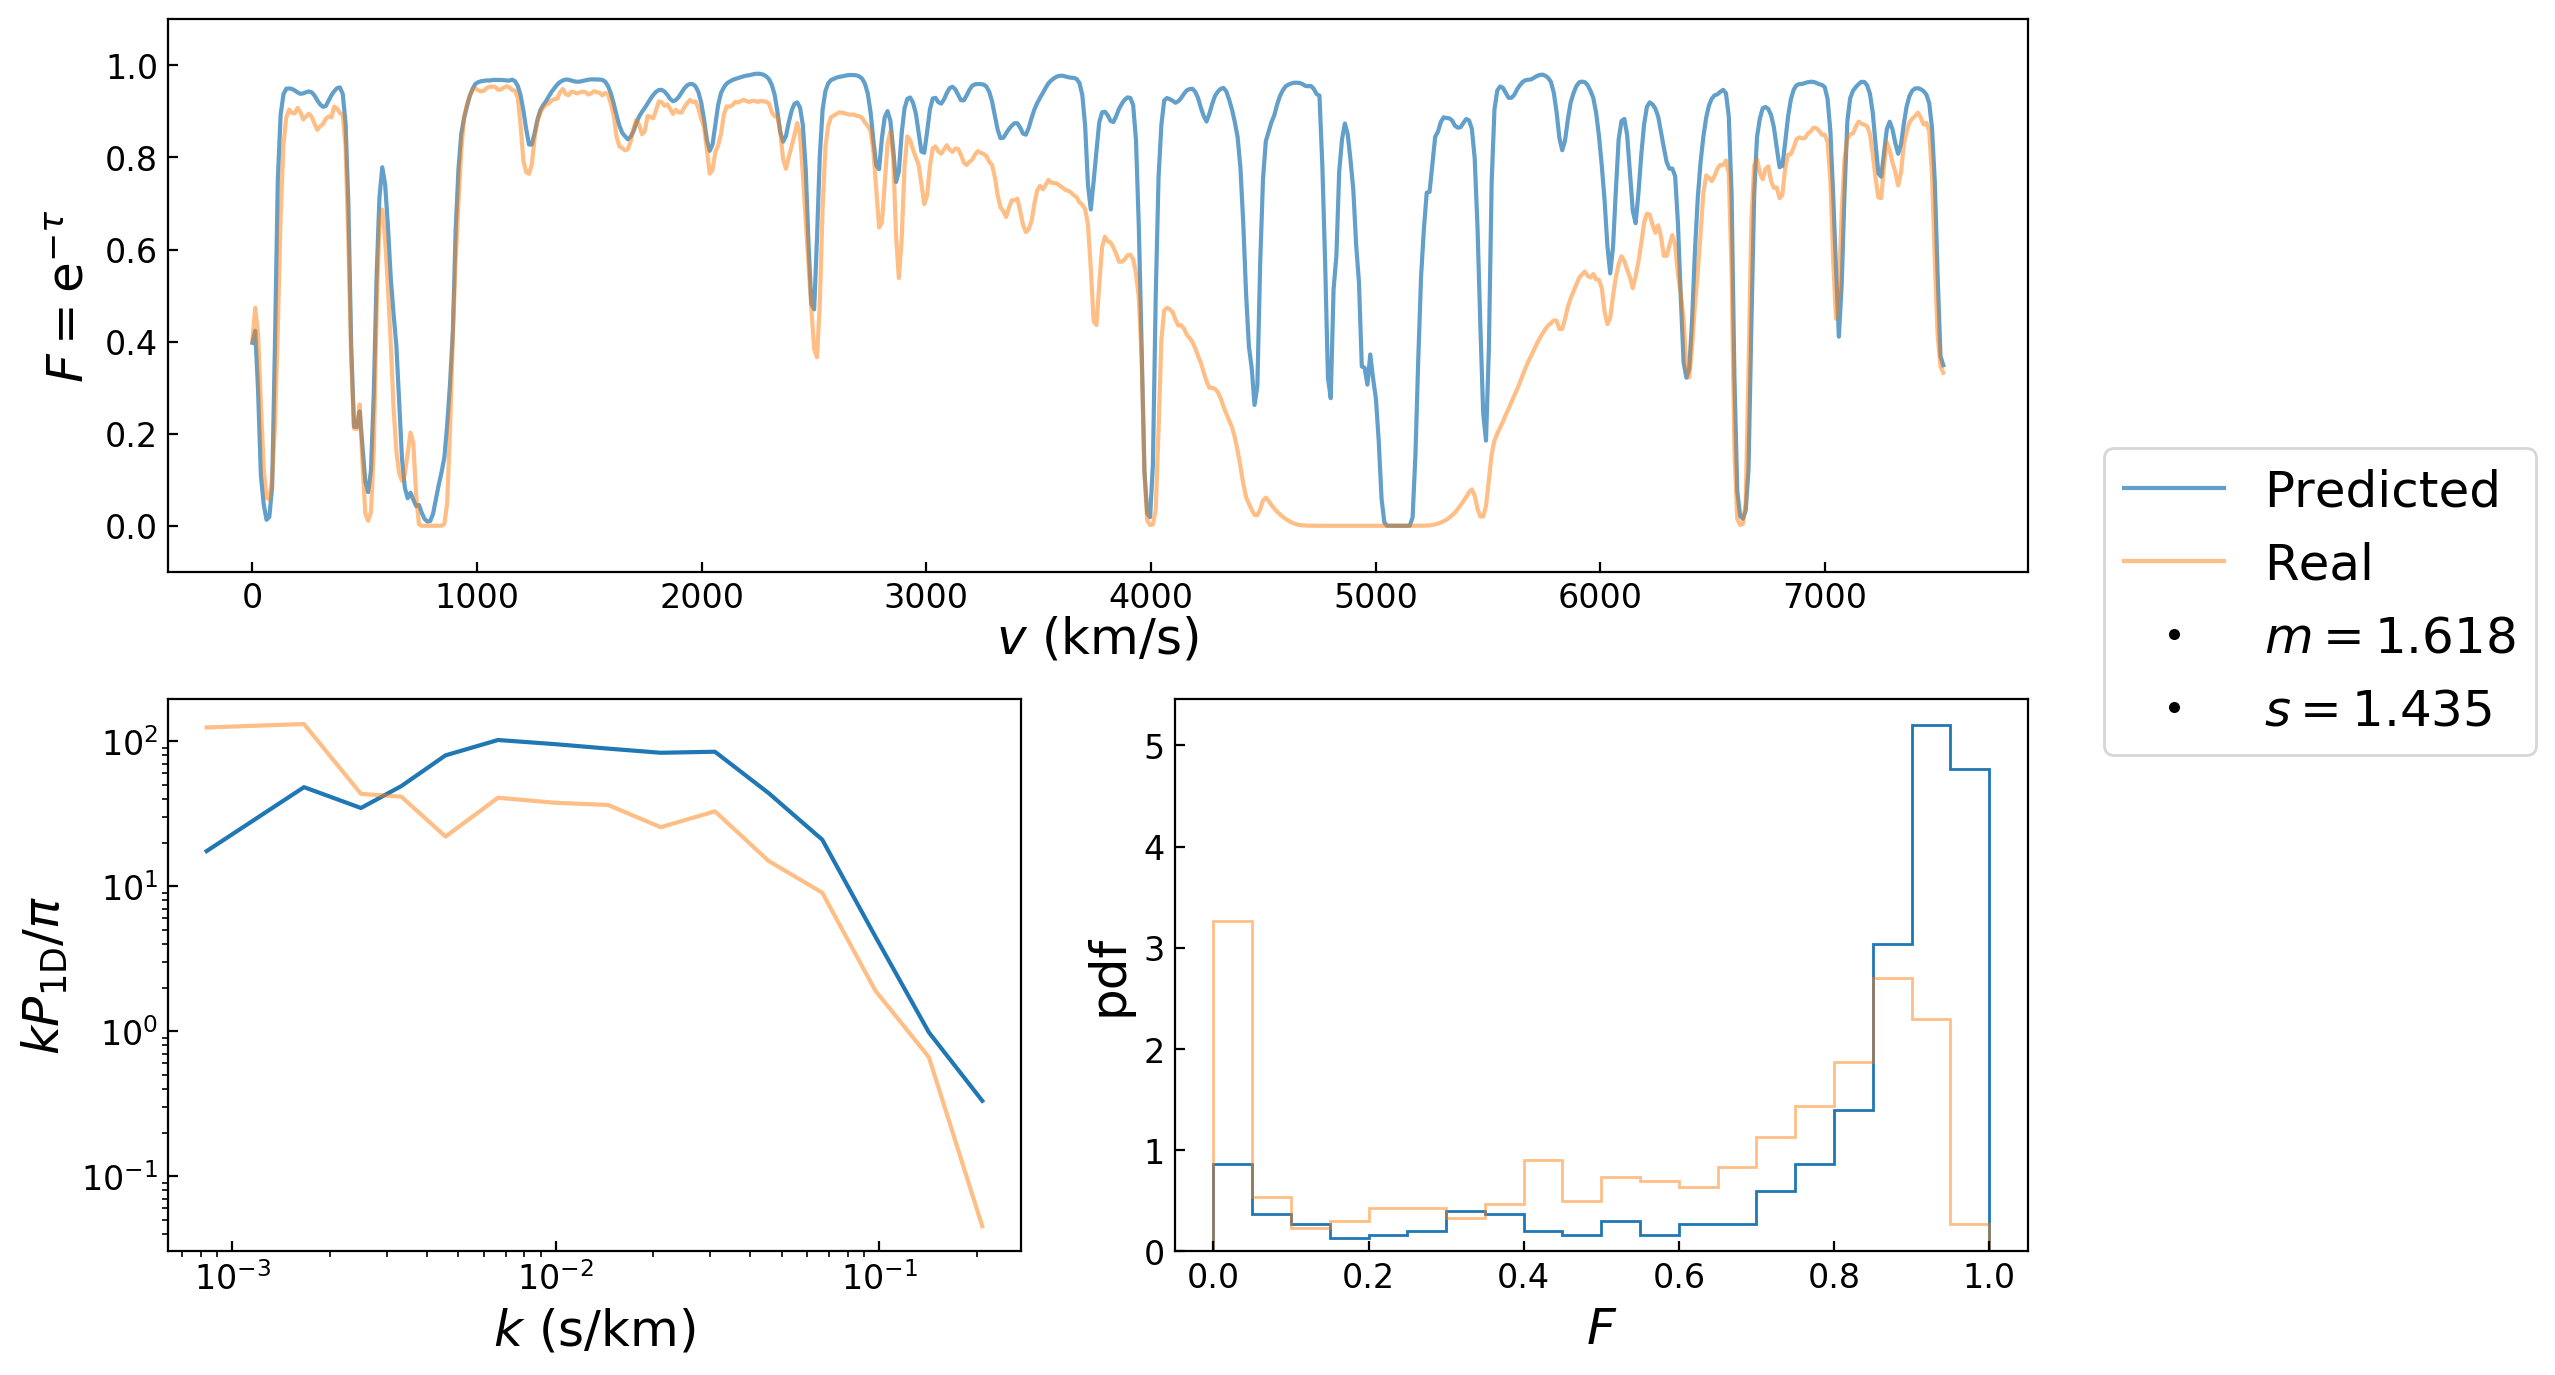 1.0
0.8
0.6
0.4
0.2
0.0
F = e^{-τ}
0 1000 2000 3000 4000 5000 6000 7000
v (km/s)
Predicted
Real
m = 1.618
s = 1.435
10^2
10^1
10^0
10^{-1}
kP_{1D}/π
10^{-3} 10^{-2} 10^{-1}
k (s/km)
5
4
3
2
1
0
pdf
0.0 0.2 0.4 0.6 0.8 1.0
F